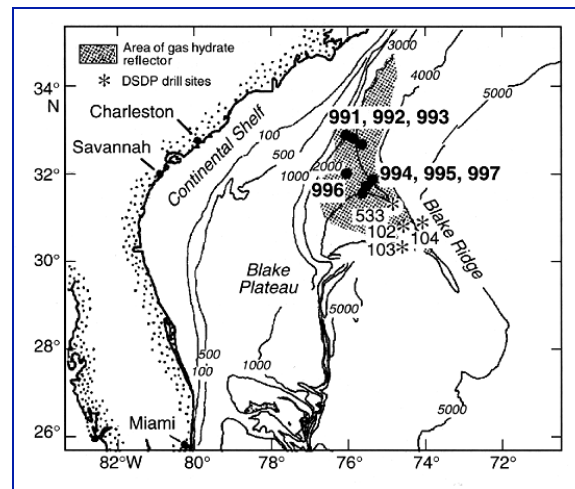 Area of gas hydrate
reflector
DSDP drill sites
34°
N
32°
30°
28°
26°
82°W
80°
78°
76°
74°
72°
Charleston
Savannah
Miami
Continental Shelf
Blake
Plateau
Blake Ridge
991, 992, 993
994, 995, 997
996
533
102
103
104
100
500
1000
2000
3000
4000
5000
5000
500
100
1000
5000